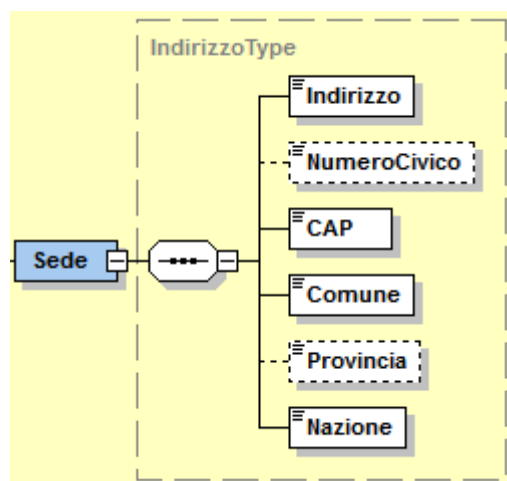 IndirizzoType
Indirizzo
NumeroCivico
CAP
Sede
Comune
Provincia
Nazione